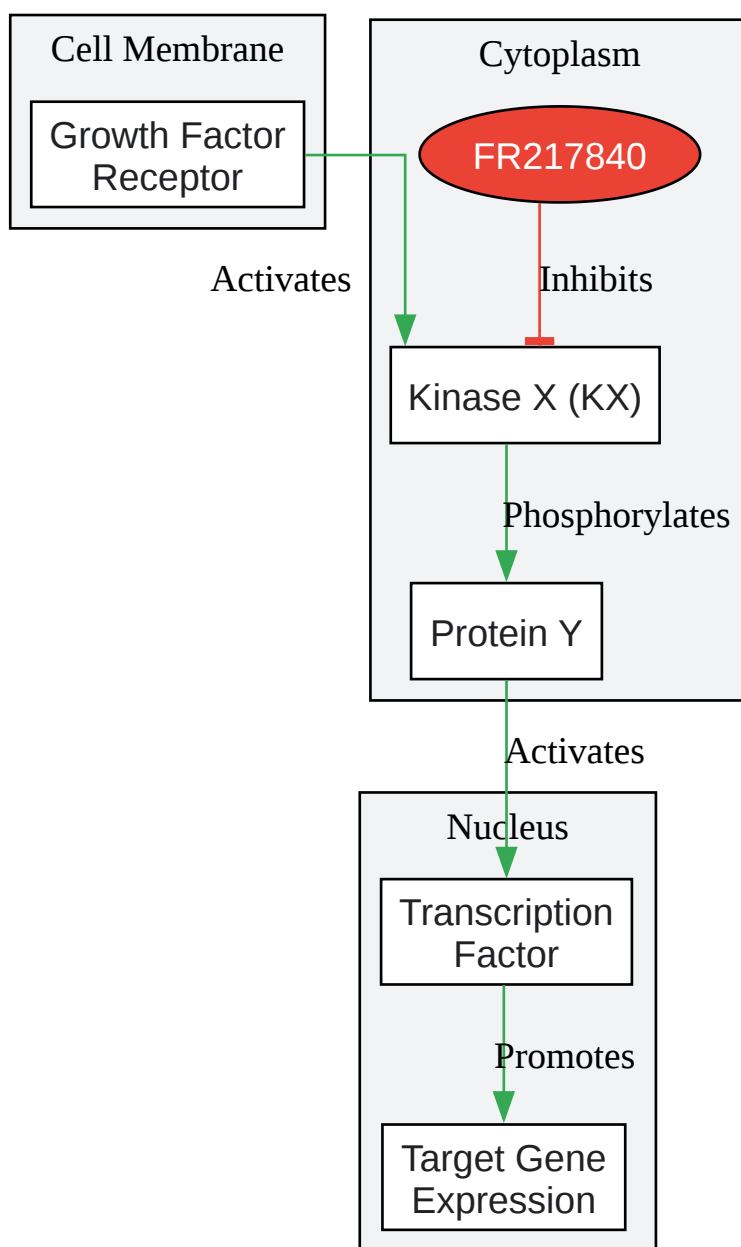 Cell Membrane
Growth Factor
Receptor
Activates
Cytoplasm
FR217840
Inhibits
Kinase X (KX)
Phosphorylates
Protein Y
Activates
Nucleus
Transcription
Factor
Promotes
Target Gene
Expression